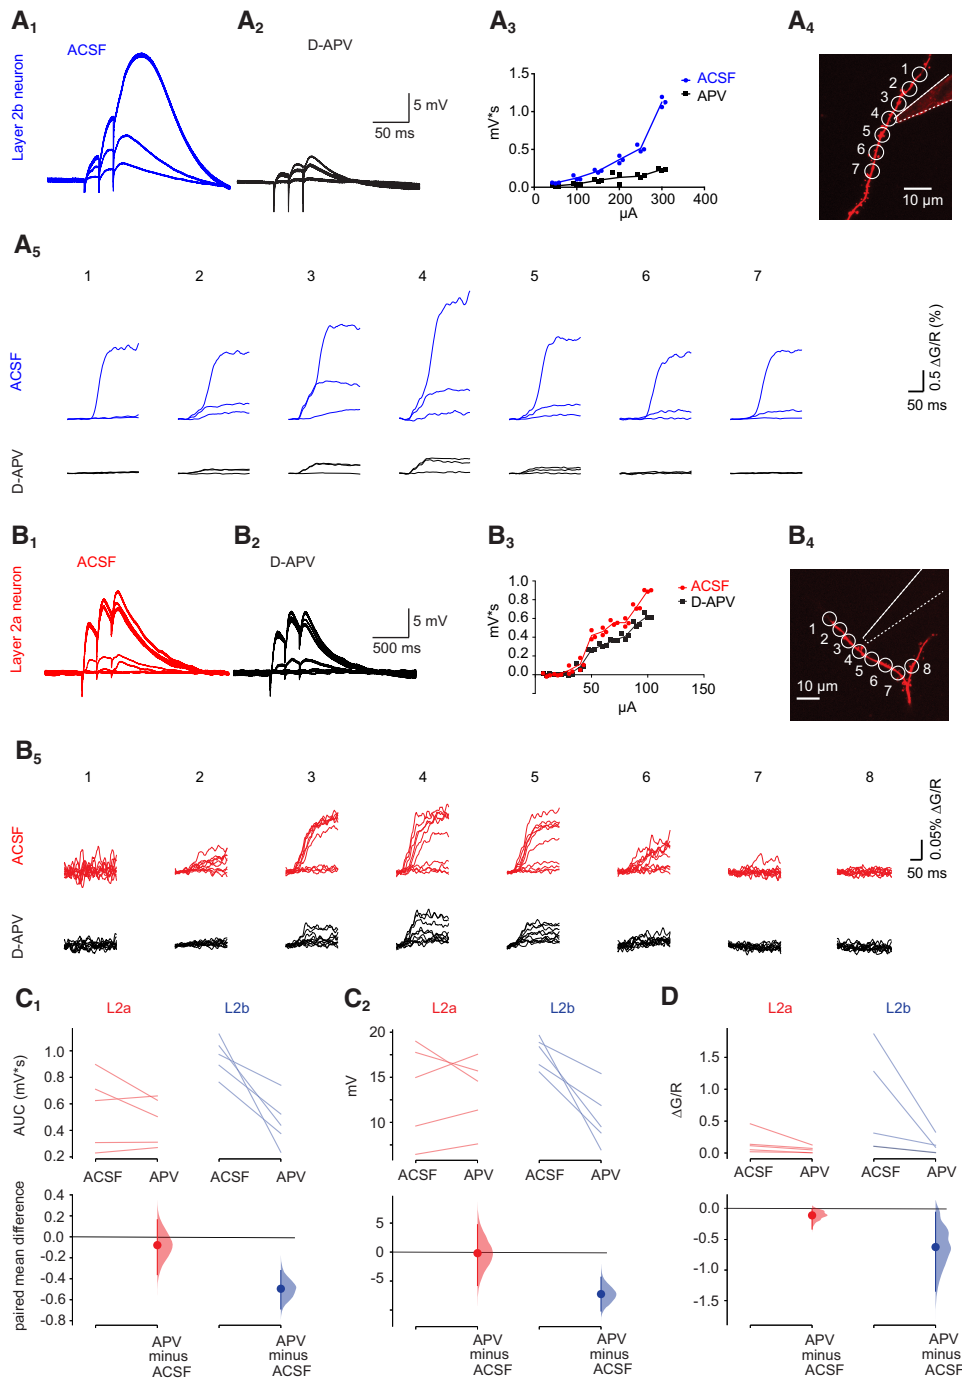 A1
A2
A3
A4
ACSF
D-APV
Layer 2b neuron
5 mV
50 ms
mV*s
1.5
1.0
0.5
0.0
0
100
200
300
400
µA
ACSF
APV
1
2
3
4
5
6
7
10 µm
A5
1
2
3
4
5
6
7
ACSF
D-APV
0.5 ΔG/R (%)
50 ms
B1
B2
B3
B4
ACSF
D-APV
Layer 2a neuron
5 mV
500 ms
mV*s
1.0
0.8
0.6
0.4
0.2
0.0
50
100
150
µA
ACSF
D-APV
1
2
3
4
5
6
7
8
10 µm
B5
1
2
3
4
5
6
7
8
ACSF
D-APV
0.05% ΔG/R
50 ms
C1
L2a
L2b
AUC (mV*s)
1.0
0.8
0.6
0.4
0.2
ACSF
APV
ACSF
APV
paired mean difference
0.4
0.2
0.0
-0.2
-0.4
-0.6
-0.8
APV
minus
ACSF
APV
minus
ACSF
C2
L2a
L2b
mV
20
15
10
ACSF
APV
ACSF
APV
5
0
-5
APV
minus
ACSF
APV
minus
ACSF
D
L2a
L2b
ΔG/R
1.5
1.0
0.5
0.0
ACSF
APV
ACSF
APV
0.0
-0.5
-1.0
-1.5
APV
minus
ACSF
APV
minus
ACSF